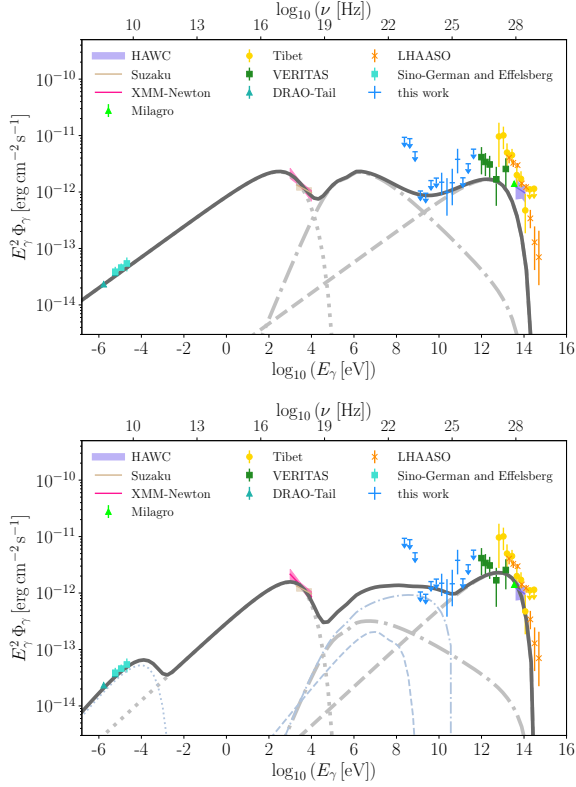 log₁₀ (ν [Hz])
10 13 16 19 22 25 28
HAWC Tibet LHAASO
Suzaku VERITAS Sino-German and Effelsberg
XMM-Newton DRAO-Tail this work
Milagro
E²γ Φγ [erg cm⁻² s⁻¹]
10⁻¹⁰
10⁻¹¹
10⁻¹²
10⁻¹³
10⁻¹⁴
-6 -4 -2 0 2 4 6 8 10 12 14 16
log₁₀ (Eγ [eV])
log₁₀ (ν [Hz])
10 13 16 19 22 25 28
HAWC Tibet LHAASO
Suzaku VERITAS Sino-German and Effelsberg
XMM-Newton DRAO-Tail this work
Milagro
E²γ Φγ [erg cm⁻² s⁻¹]
10⁻¹⁰
10⁻¹¹
10⁻¹²
10⁻¹³
10⁻¹⁴
-6 -4 -2 0 2 4 6 8 10 12 14 16
log₁₀ (Eγ [eV])